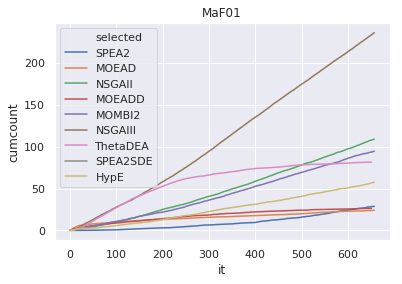 MaF01
selected
SPEA2
MOEAD
NSGAII
MOEADD
MOMBI2
NSGAIII
ThetaDEA
SPEA2SDE
HypE
cumcount
200
150
100
50
0
0 100 200 300 400 500 600
it